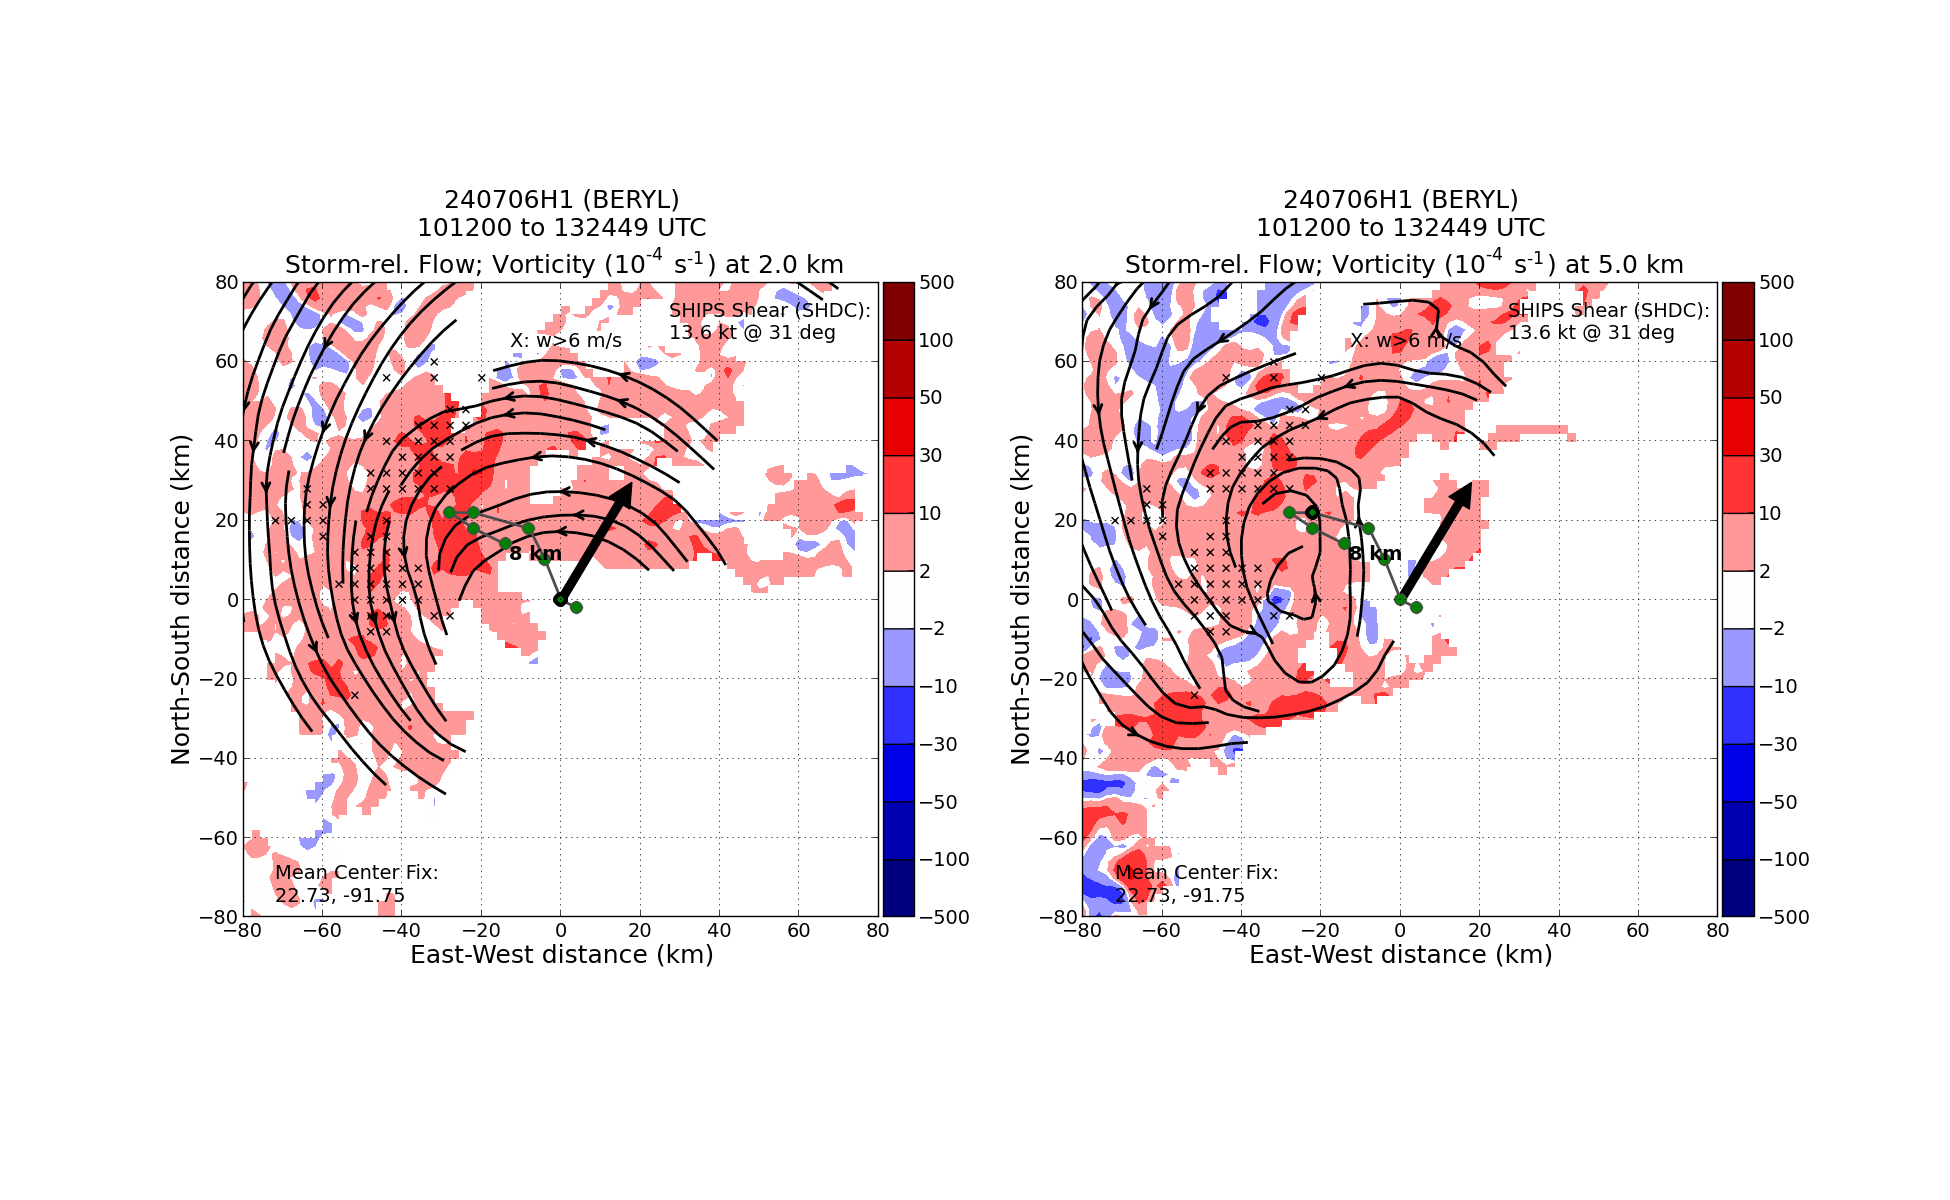 240706H1 (BERYL)
101200 to 132449 UTC
Storm-rel. Flow; Vorticity (10⁻⁴ s⁻¹) at 2.0 km
80
60
40
20
0
−20
−40
−60
−80
North-South distance (km)
SHIPS Shear (SHDC):
13.6 kt @ 31 deg
X: w>6 m/s
8 km
Mean Center Fix:
22.73, -91.75
−80 −60 −40 −20 0 20 40 60 80
East-West distance (km)
500
100
50
30
10
2
−2
−10
−30
−50
−100
−500
240706H1 (BERYL)
101200 to 132449 UTC
Storm-rel. Flow; Vorticity (10⁻⁴ s⁻¹) at 5.0 km
80
60
40
20
0
−20
−40
−60
−80
North-South distance (km)
SHIPS Shear (SHDC):
13.6 kt @ 31 deg
X: w>6 m/s
8 km
Mean Center Fix:
22.73, -91.75
−80 −60 −40 −20 0 20 40 60 80
East-West distance (km)
500
100
50
30
10
2
−2
−10
−30
−50
−100
−500